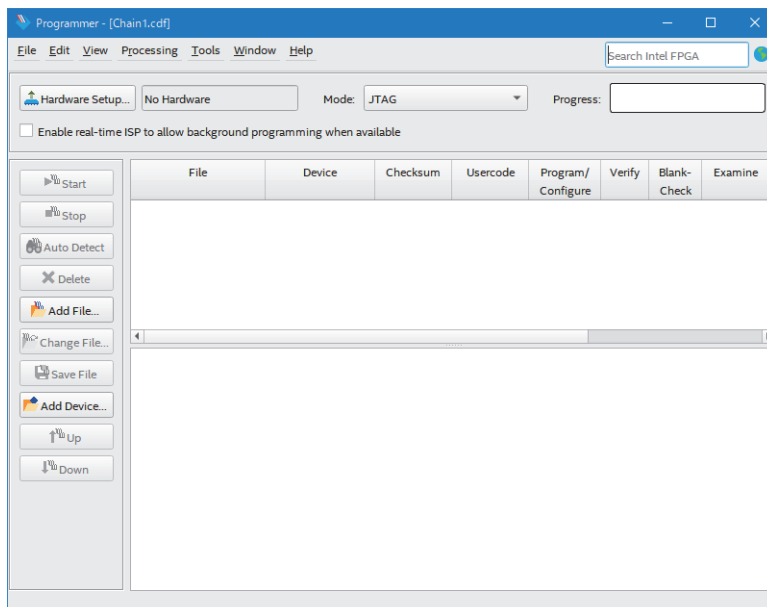 Programmer - [Chain1.cdf]
File Edit View Processing Tools Window Help
Search Intel FPGA
Hardware Setup... No Hardware Mode: JTAG Progress:
Enable real-time ISP to allow background programming when available
File Device Checksum Usercode Program/ Configure Verify Blank- Check Examine
Start
Stop
Auto Detect
Delete
Add File...
Change File...
Save File
Add Device...
Up
Down